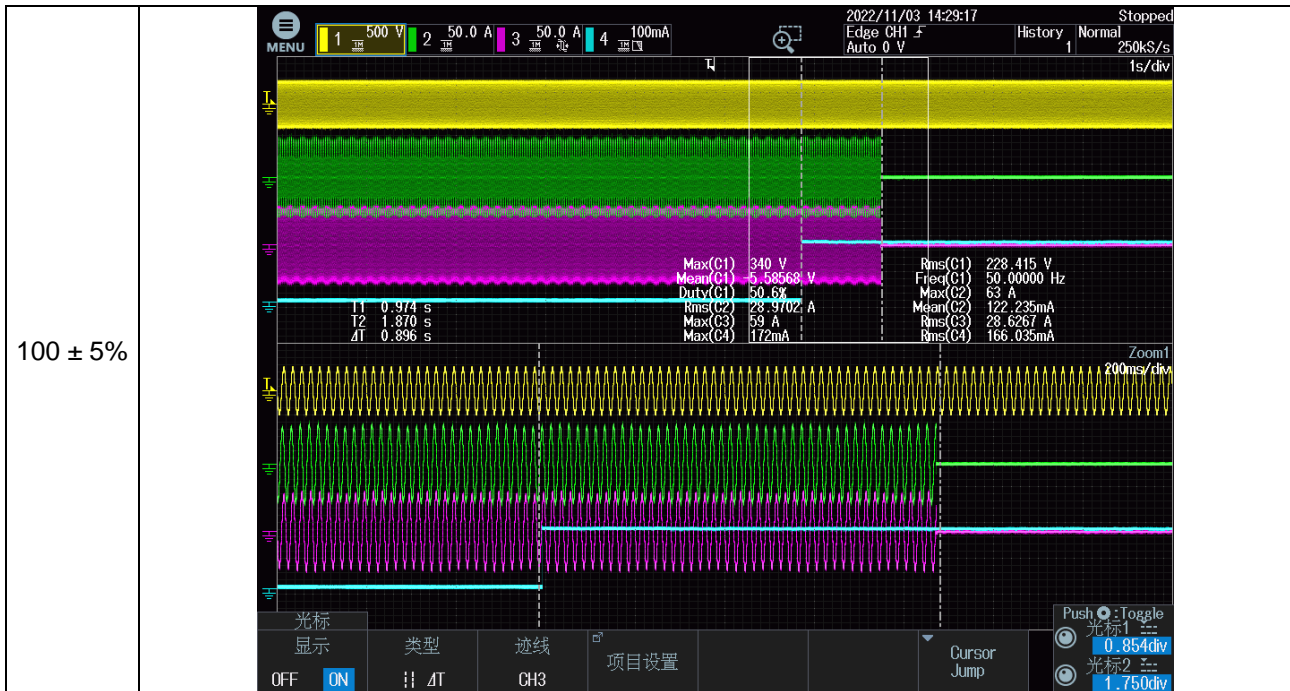 100 ± 5%
2022/11/03 14:29:17 Stopped
MENU 1 1M 500 V 2 1M 50.0 A 3 1M 50.0 A 4 1M 100mA Edge CH1 History Normal
Auto 0 V 1 250kS/s
1s/div
Max(C1) 340 V Rms(C1) 228.415 V
Mean(C1) -5.58568 V Freq(C1) 50.00000 Hz
Duty(C1) 50.6% Max(C2) 63 A
T1 0.974 s Rms(C2) 28.9702 A Mean(C2) 122.235mA
T2 1.870 s Max(C3) 59 A Rms(C3) 28.6267 A
ΔT 0.896 s Max(C4) 172mA Rms(C4) 166.035mA
Zoom1
200ms/div
光标 Push :Toggle
显示 类型 迹线 项目设置 Cursor Jump 光标1 0.854div
OFF ON ΔT CH3 光标2 1.750div